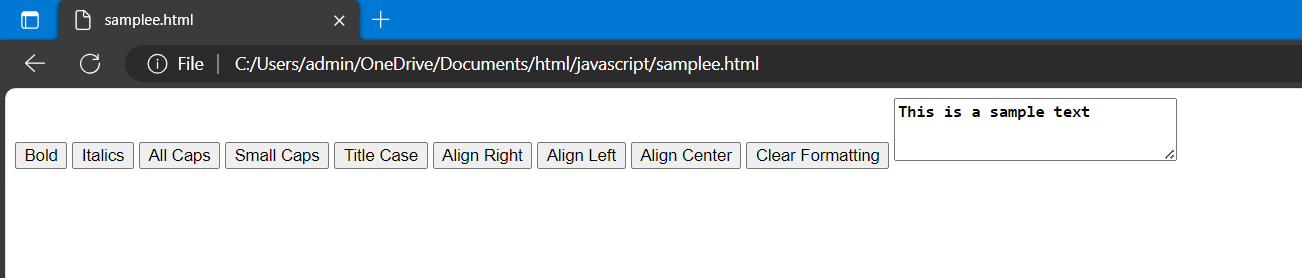 samplee.html
File C:/Users/admin/OneDrive/Documents/html/javascript/samplee.html
This is a sample text
Bold Italics All Caps Small Caps Title Case Align Right Align Left Align Center Clear Formatting